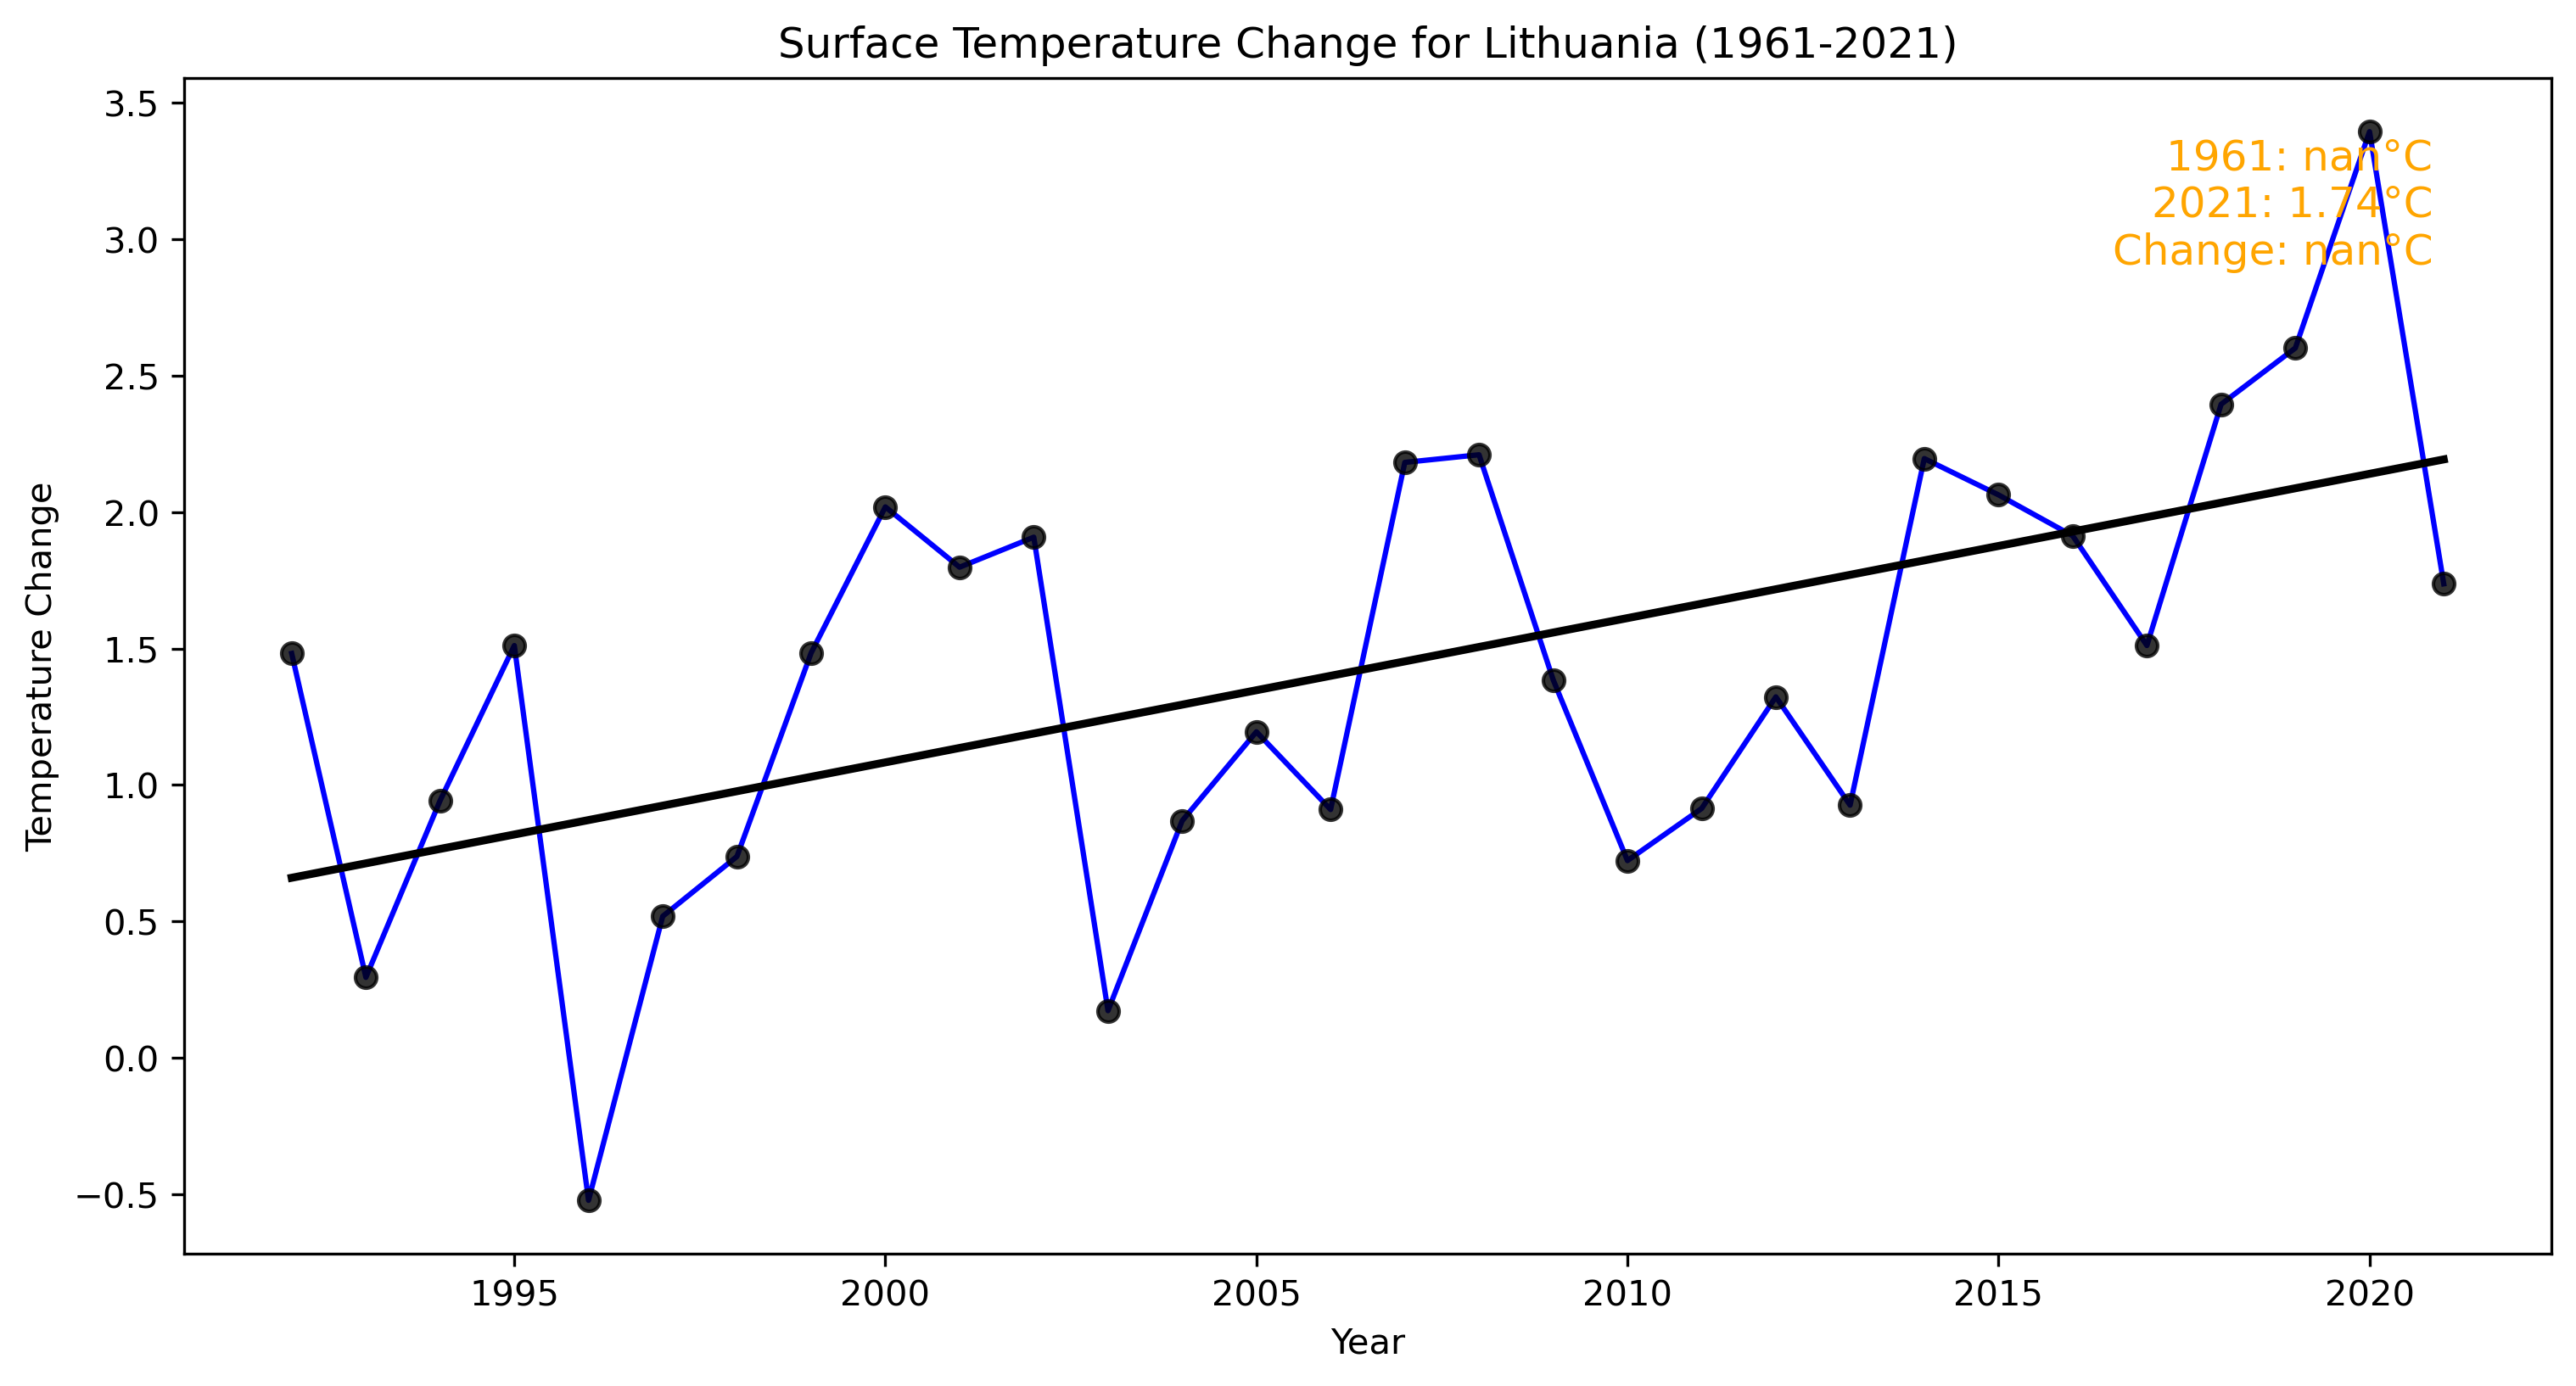 Surface Temperature Change for Lithuania (1961-2021)
3.5
3.0
2.5
2.0
1.5
1.0
0.5
0.0
−0.5
Temperature Change
1961: nan°C
2021: 1.74°C
Change: nan°C
1995
2000
2005
2010
2015
2020
Year